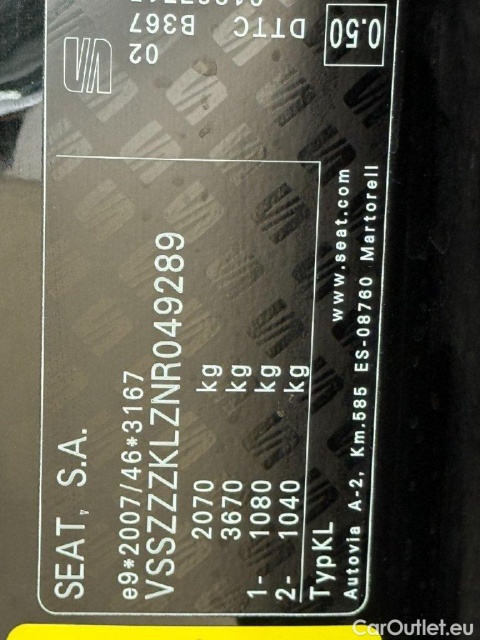 SEAT, S.A.
e9*2007/46*3167
VSSZZZKLZNR049289
2070 kg
3670 kg
1- 1080 kg
2- 1040 kg
TypKL
www.seat.com
Autovia A-2, Km.585 ES-08760 Martorell
02
B367
DTTC
0.50
CarOutlet.eu